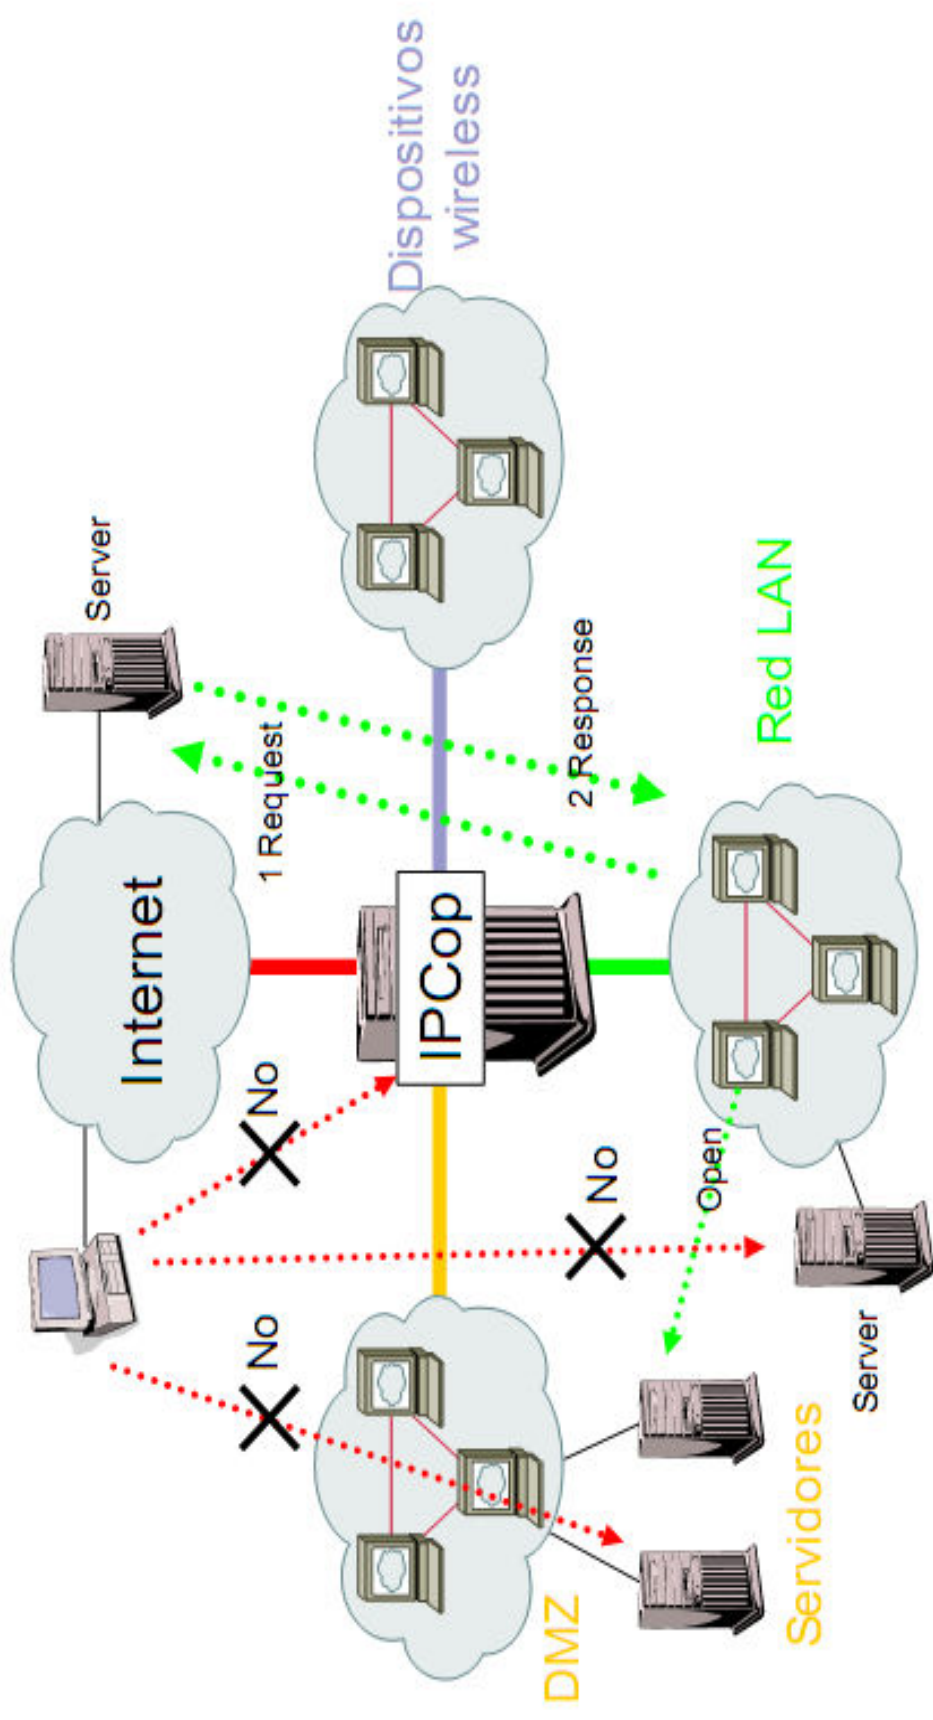 Internet
Server
No
No
1 Request
IPCop
Dispositivos
wireless
No
2 Response
DMZ
Open
Red LAN
Servidores
Server